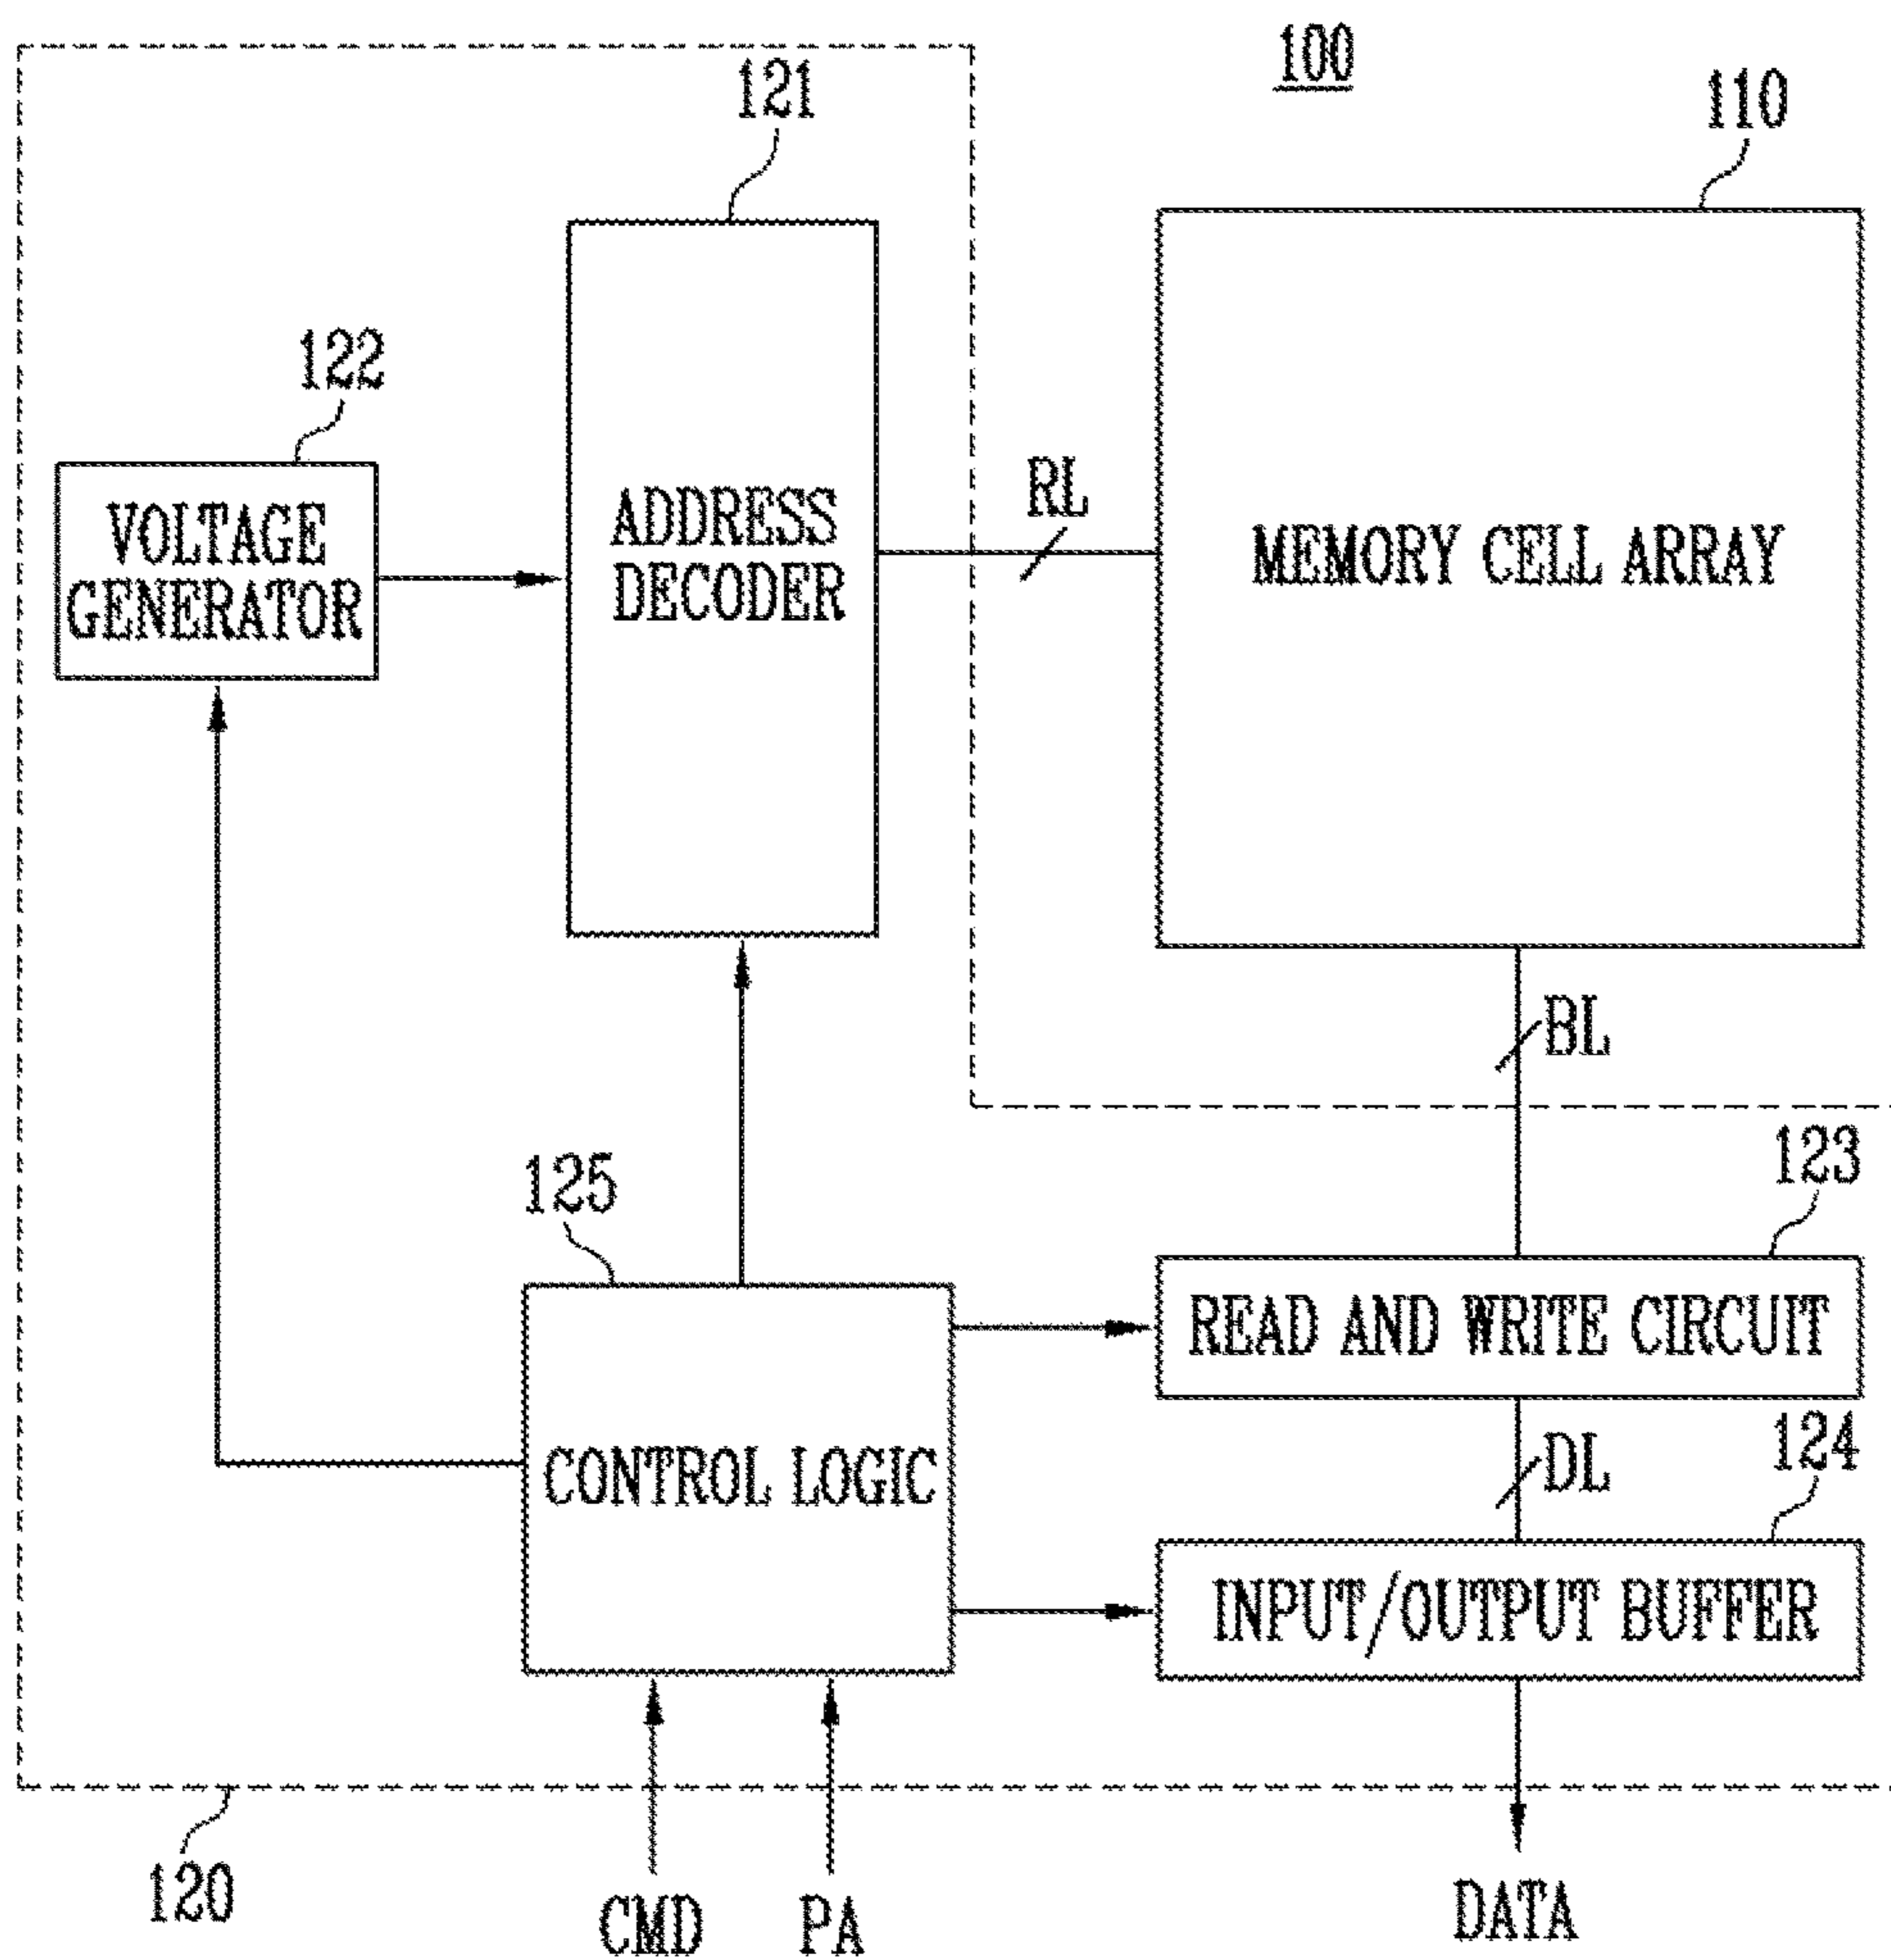 100
121
110
122
VOLTAGE
GENERATOR
ADDRESS
DECODER
RL
MEMORY CELL ARRAY
BL
125
123
READ AND WRITE CIRCUIT
CONTROL LOGIC
DL
124
INPUT/OUTPUT BUFFER
120
CMD
PA
DATA